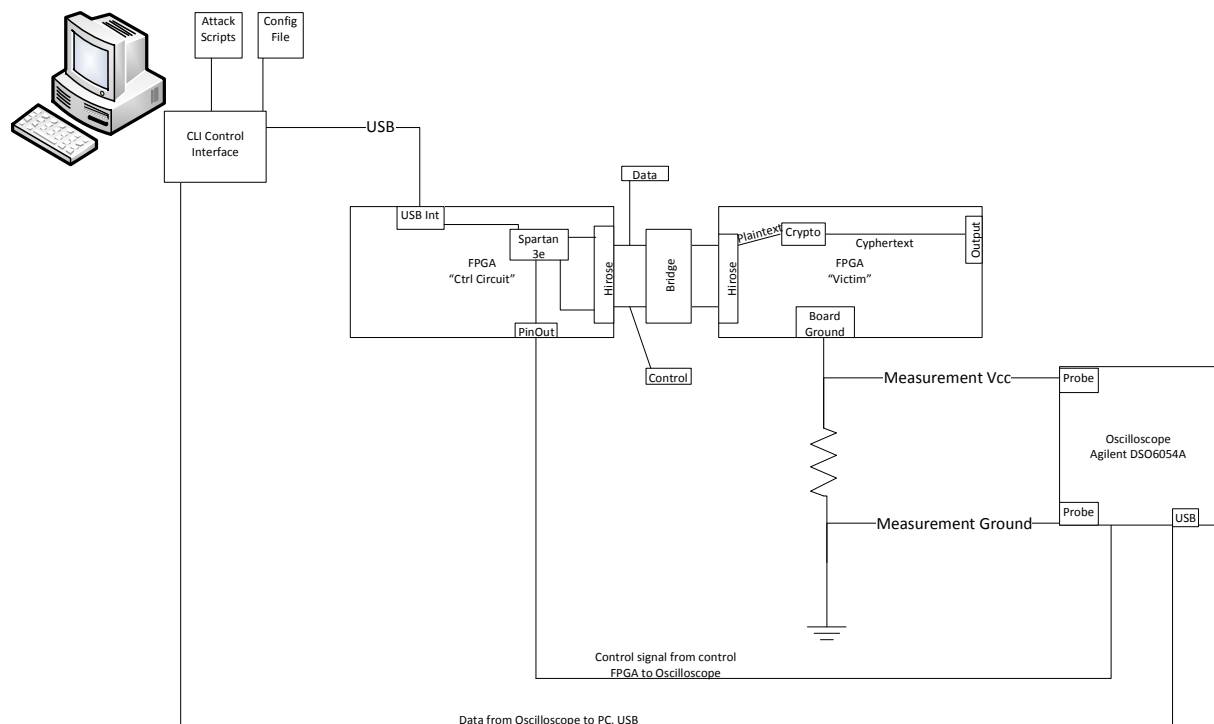 Attack
Scripts
Config
File
CLI Control
Interface
USB
Data
USB Int
Spartan
3e
FPGA
“Ctrl Circuit”
Hirose
PinOut
Bridge
Control
Hirose
Plaintext
Crypto
Cyphertext
Output
FPGA
“Victim”
Board
Ground
Measurement Vcc
Probe
Oscilloscope
Agilent DSO6054A
Measurement Ground
Probe
USB
Control signal from control
FPGA to Oscilloscope
Data from Oscilloscope to PC, USB